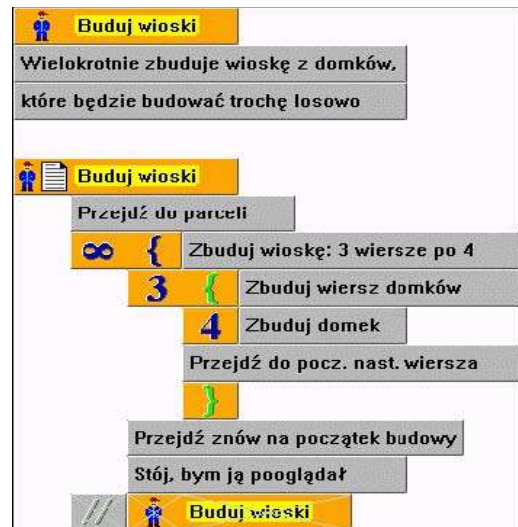 Buduj wioski
Wielokrotnie zbuduje wioskę z domków,
które będzie budować trochę losowo
Buduj wioski
Przejdź do parceli
∞ { Zbuduj wioskę: 3 wiersze po 4
3 { Zbuduj wiersz domków
4 Zbuduj domek
Przejdź do pocz. nast. wiersza
}
Przejdź znów na początek budowy
Stój, bym ją pooglądał
// Buduj wioski